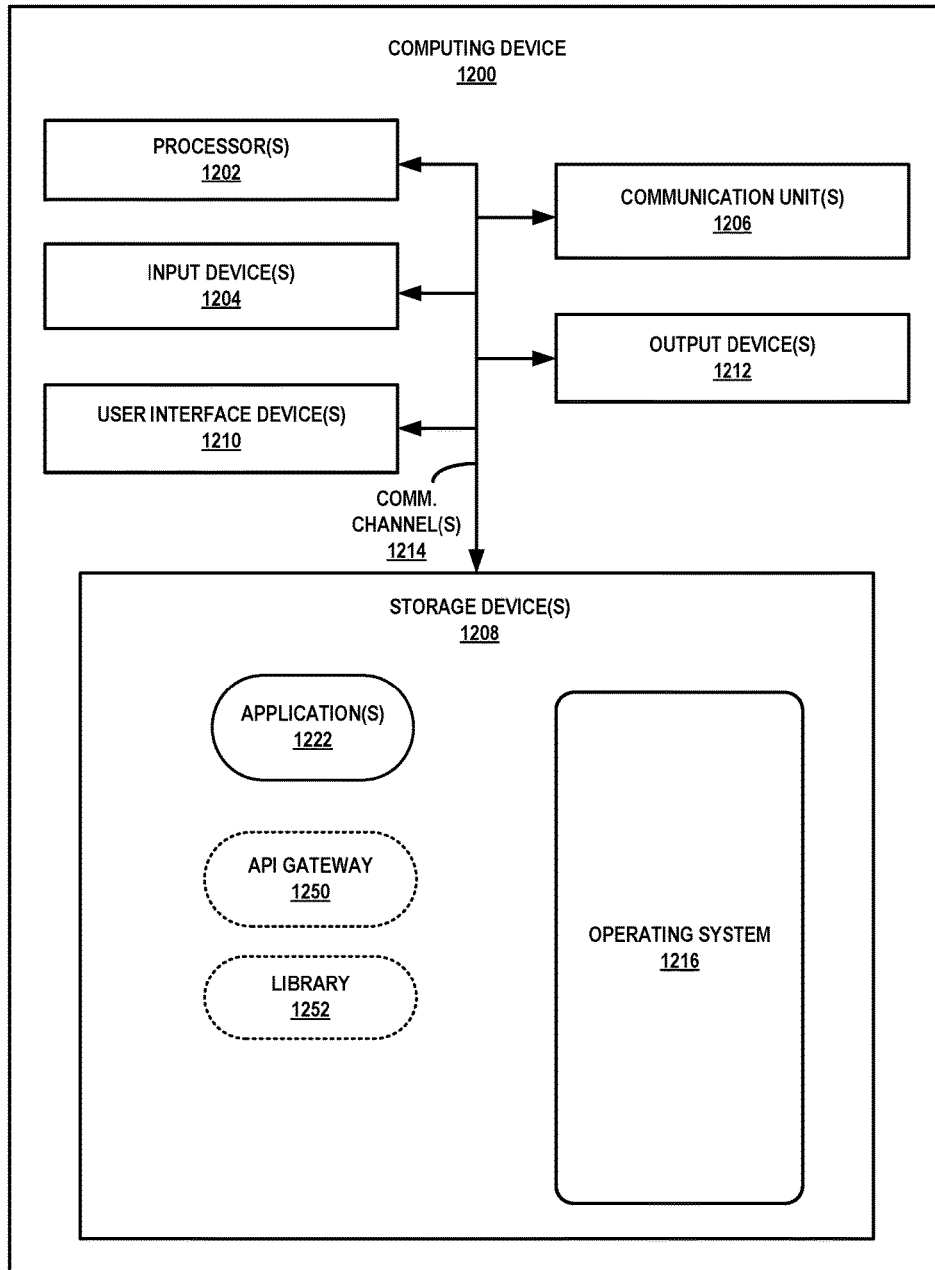 COMPUTING DEVICE
1200
PROCESSOR(S)
1202
COMMUNICATION UNIT(S)
1206
INPUT DEVICE(S)
1204
OUTPUT DEVICE(S)
1212
USER INTERFACE DEVICE(S)
1210
COMM.
CHANNEL(S)
1214
STORAGE DEVICE(S)
1208
APPLICATION(S)
1222
API GATEWAY
1250
LIBRARY
1252
OPERATING SYSTEM
1216